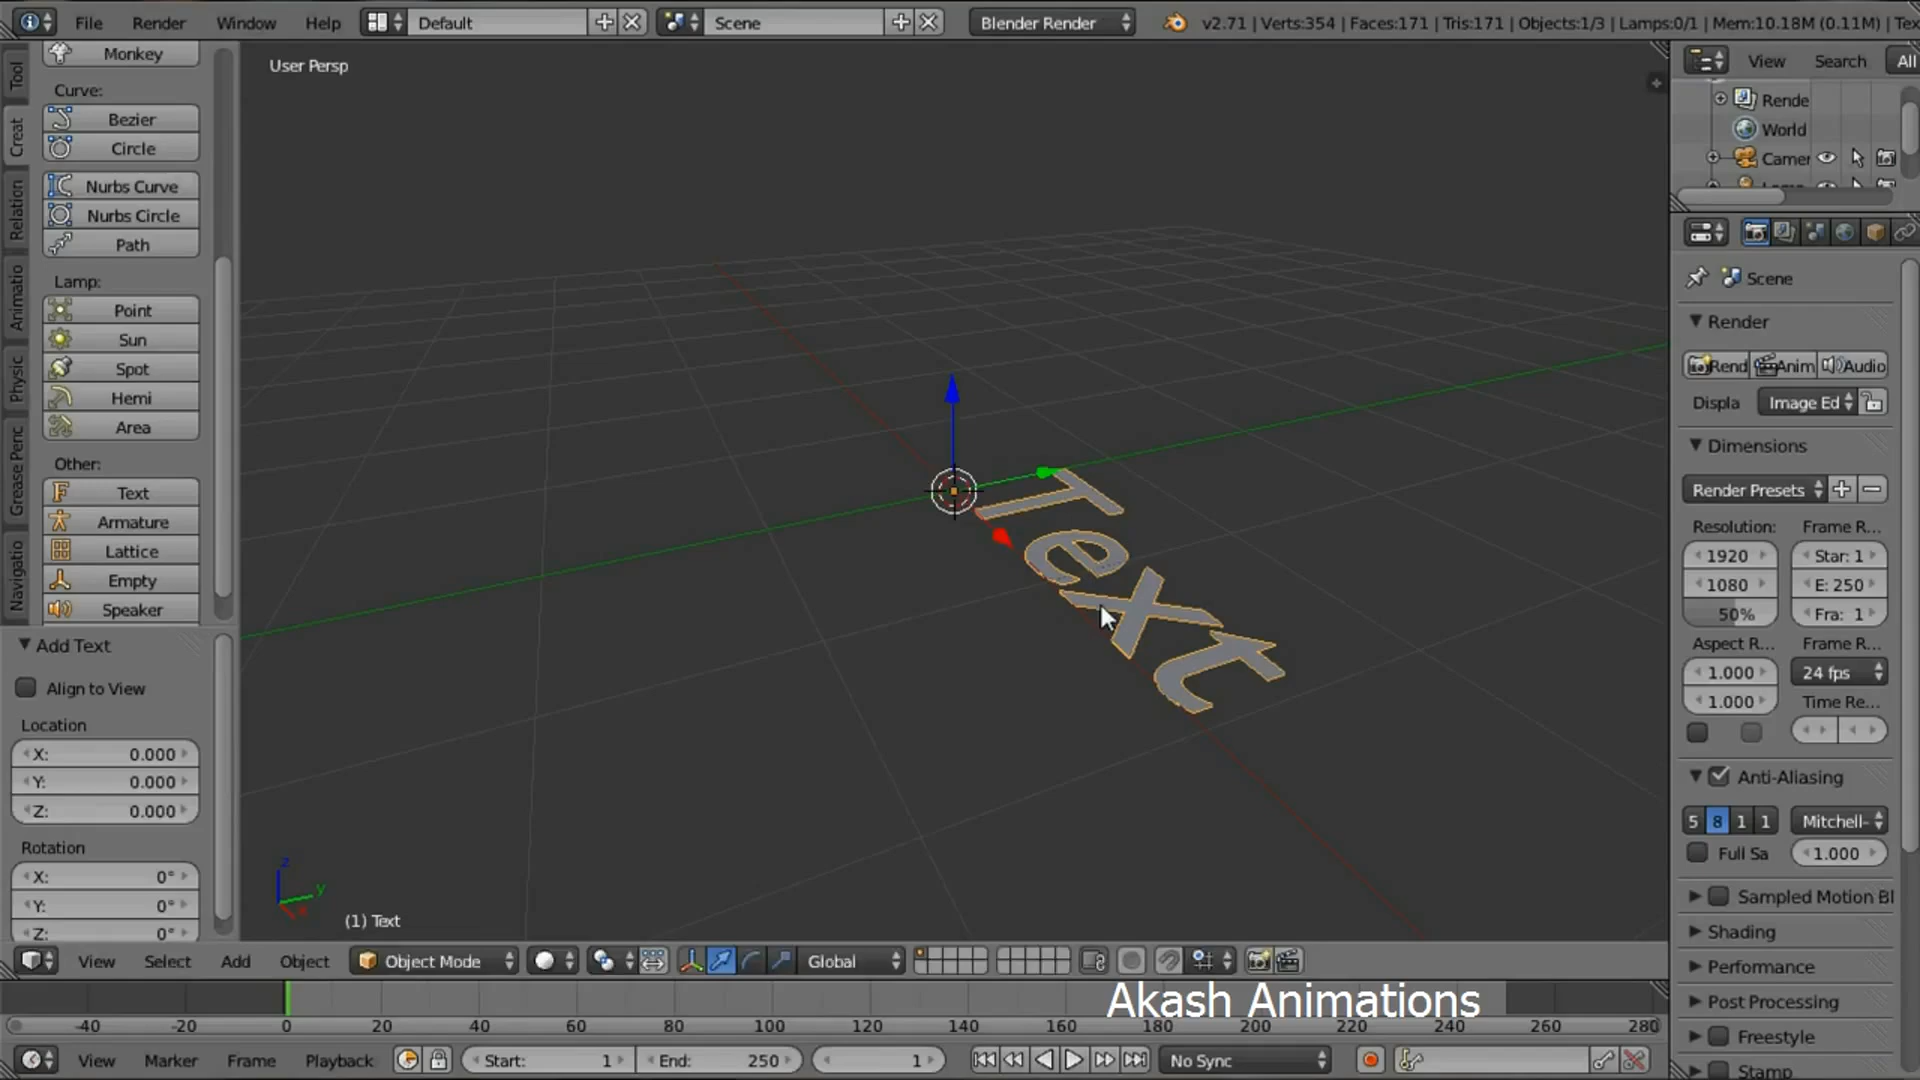 File Render Window Help Default Scene Blender Render v2.71 | Verts:354 | Faces:171 | Tris:171 | Objects:1/3 | Lamps:0/1 | Mem:10.18M (0.11M) | Tex
Tool
Creat
Relation
Animatio
Physic
Grease Penc
Navigatio
Monkey
Curve:
Bezier
Circle
Nurbs Curve
Nurbs Circle
Path
Lamp:
Point
Sun
Spot
Hemi
Area
Other:
Text
Armature
Lattice
Empty
Speaker
Add Text
Align to View
Location
X: 0.000
Y: 0.000
Z: 0.000
Rotation
X: 0°
Y: 0°
Z: 0°
User Persp
Text
z
y
x
(1) Text
View Search All
Rende
World
Camer
Scene
Render
Rend Anim Audio
Displa Image Ed
Dimensions
Render Presets
Resolution: Frame R...
1920 Star: 1
1080 E: 250
50% Fra: 1
Aspect R... Frame R...
1.000 24 fps
1.000 Time Re...
Anti-Aliasing
5 8 1 1 Mitchell-
Full Sa 1.000
Sampled Motion Bl
Shading
Performance
Post Processing
Freestyle
Stamp
View Select Add Object Object Mode Global
Akash Animations
-40 -20 0 20 40 60 80 100 120 140 160 180 200 220 240 260 280
View Marker Frame Playback Start: 1 End: 250 1 No Sync